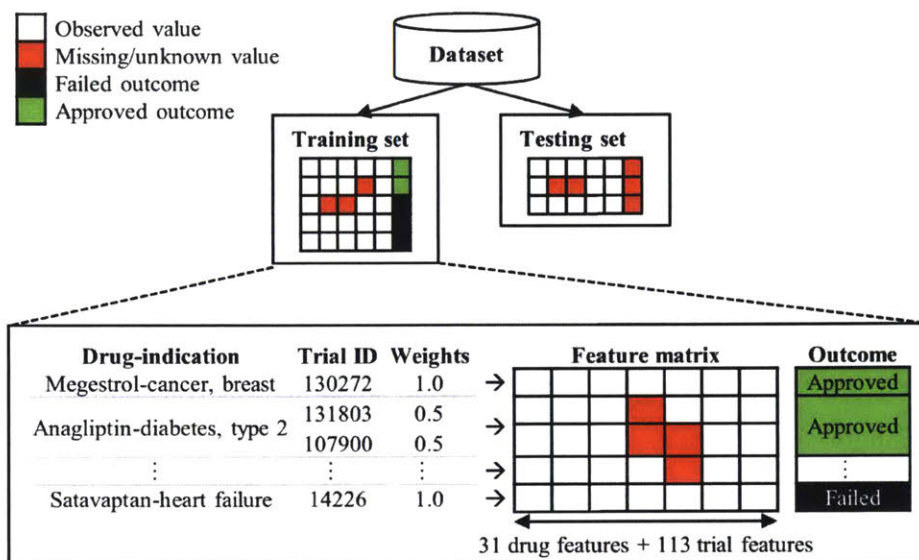 Observed value
Missing/unknown value
Failed outcome
Approved outcome
Dataset
Training set
Testing set
Drug-indication Trial ID Weights Feature matrix Outcome
Megestrol-cancer, breast 130272 1.0 → Approved
Anagliptin-diabetes, type 2 131803 0.5 → Approved
107900 0.5
⋮ ⋮ ⋮ → ⋮
Satavaptan-heart failure 14226 1.0 → Failed
31 drug features + 113 trial features